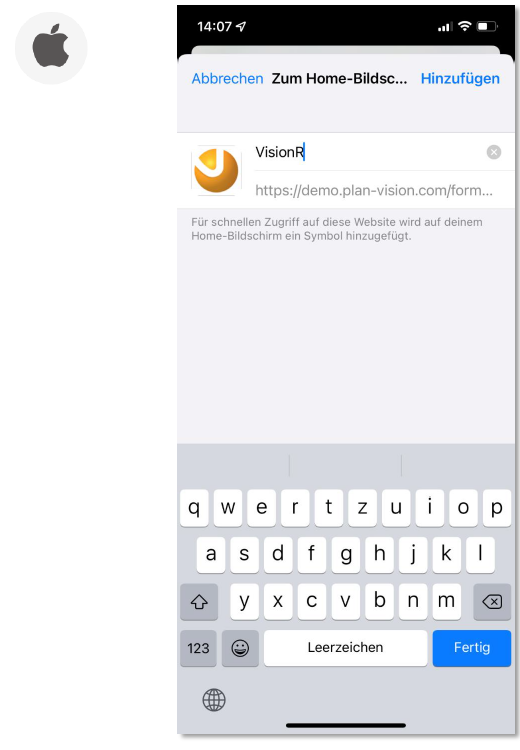 14:07
Abbrechen Zum Home-Bildsc... Hinzufügen
VisionR
https://demo.plan-vision.com/form...
Für schnellen Zugriff auf diese Website wird auf deinem
Home-Bildschirm ein Symbol hinzugefügt.
q w e r t z u i o p
a s d f g h j k l
y x c v b n m
123 Leerzeichen Fertig